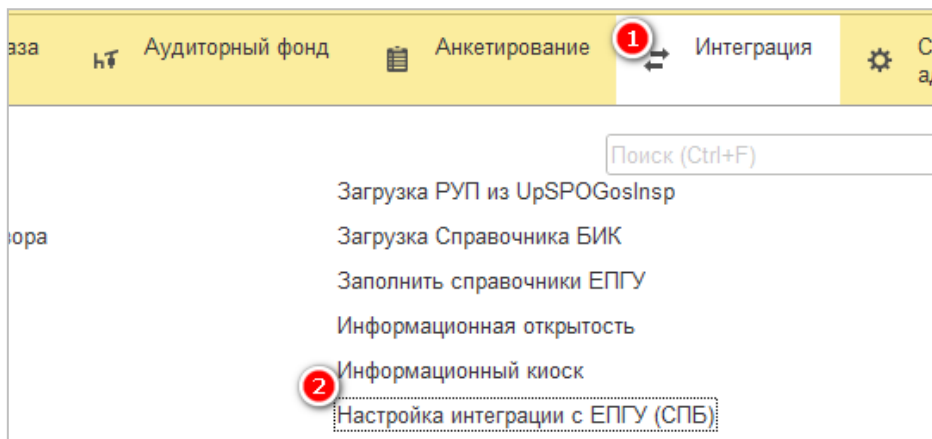 аза
Аудиторный фонд
Анкетирование
1
Интеграция
Поиск (Ctrl+F)
Загрузка РУП из UpSPOGosInsp
вора
Загрузка Справочника БИК
Заполнить справочники ЕПГУ
Информационная открытость
Информационный киоск
2
Настройка интеграции с ЕПГУ (СПБ)